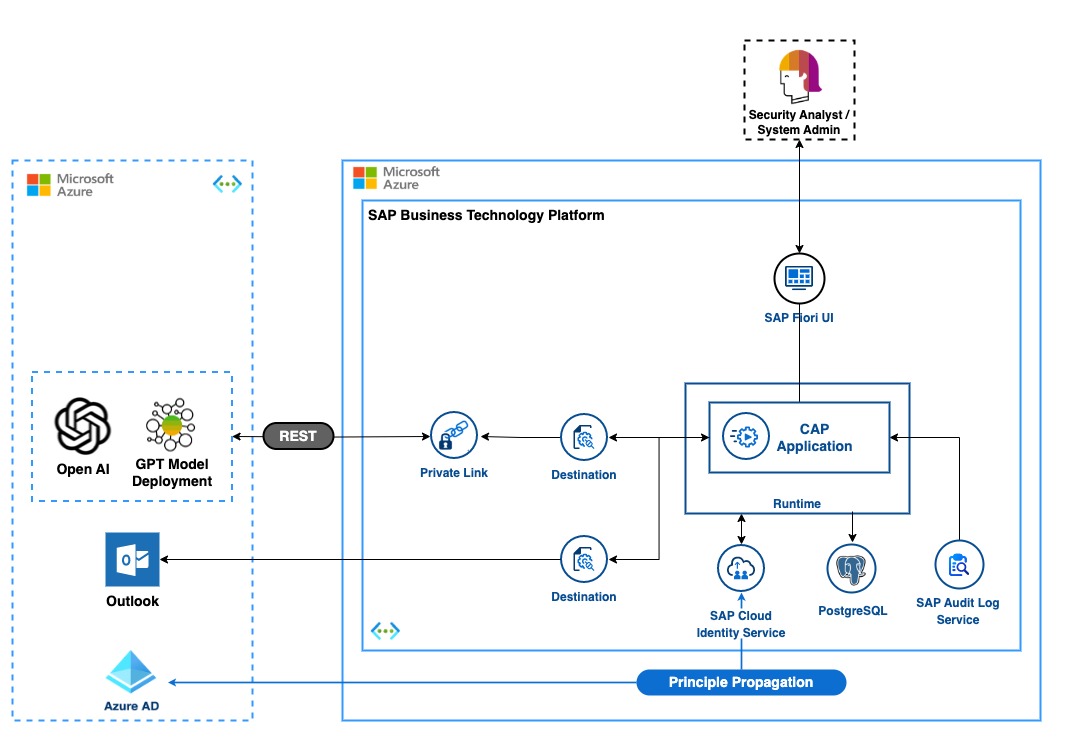 Security Analyst /
System Admin
Microsoft
Azure
Microsoft
Azure
SAP Business Technology Platform
SAP Fiori UI
Open AI
GPT Model
Deployment
REST
Private Link
Destination
CAP
Application
Runtime
Outlook
Destination
SAP Cloud
Identity Service
PostgreSQL
SAP Audit Log
Service
Azure AD
Principle Propagation